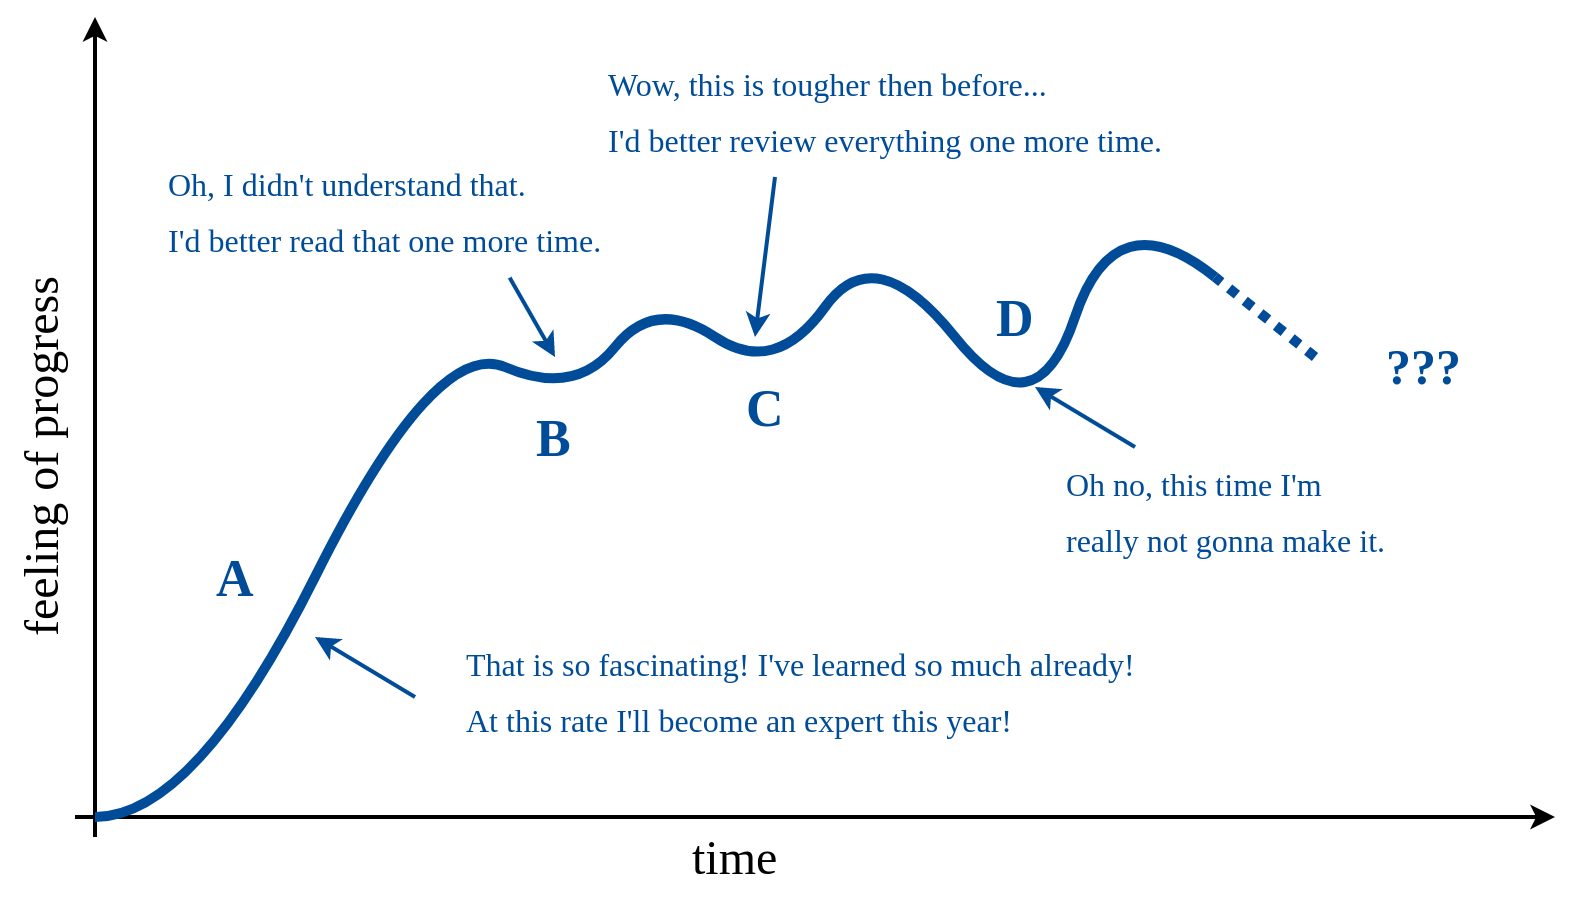 Wow, this is tougher then before...
I'd better review everything one more time.
Oh, I didn't understand that.
I'd better read that one more time.
feeling of progress
D
???
C
B
Oh no, this time I'm
really not gonna make it.
A
That is so fascinating! I've learned so much already!
At this rate I'll become an expert this year!
time